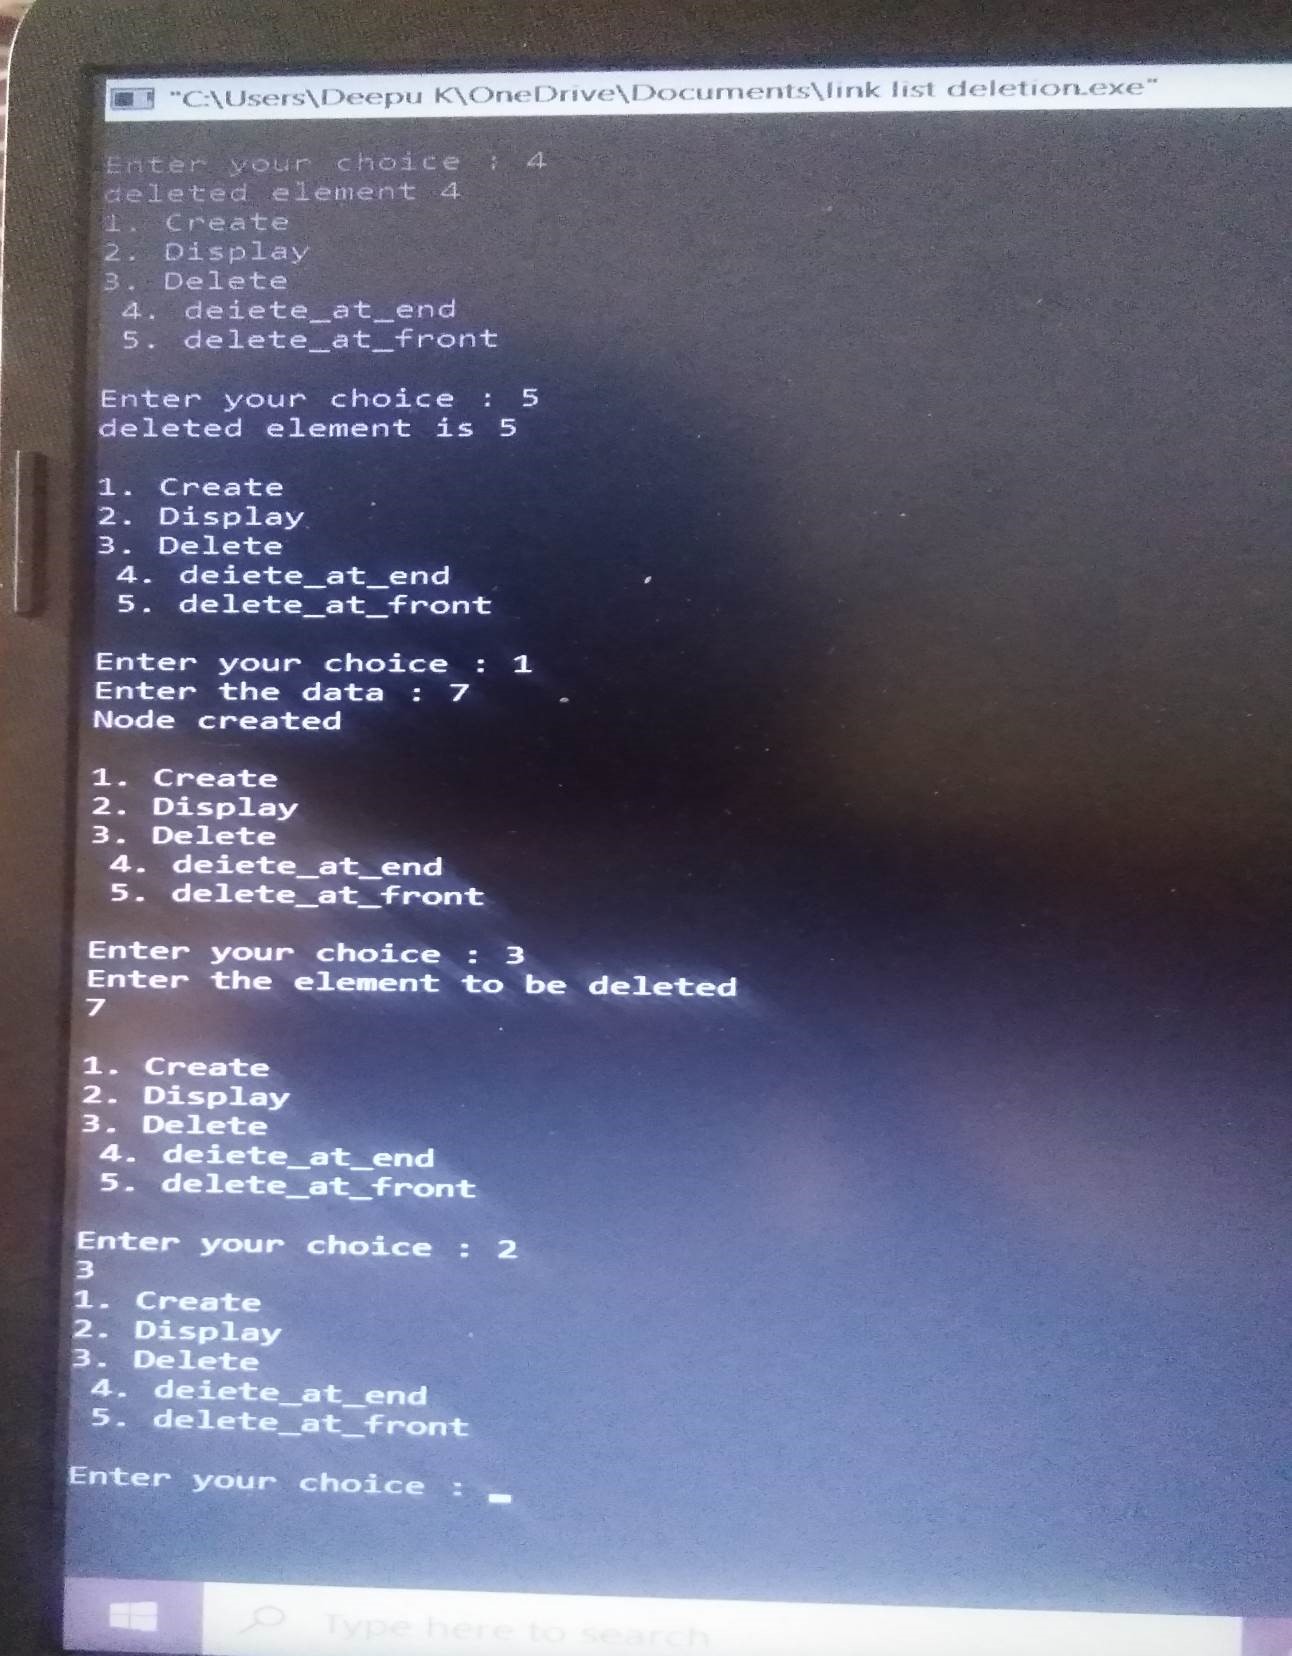 "C:\Users\Deepu K\OneDrive\Documents\link list deletion.exe"
Enter your choice : 4
deleted element 4
1. Create
2. Display
3. Delete
4. deiete_at_end
5. delete_at_front
Enter your choice : 5
deleted element is 5
1. Create
2. Display
3. Delete
4. deiete_at_end
5. delete_at_front
Enter your choice : 1
Enter the data : 7
Node created
1. Create
2. Display
3. Delete
4. deiete_at_end
5. delete_at_front
Enter your choice : 3
Enter the element to be deleted
7
1. Create
2. Display
3. Delete
4. deiete_at_end
5. delete_at_front
Enter your choice : 2
3
1. Create
2. Display
3. Delete
4. deiete_at_end
5. delete_at_front
Enter your choice : 
Type here to search